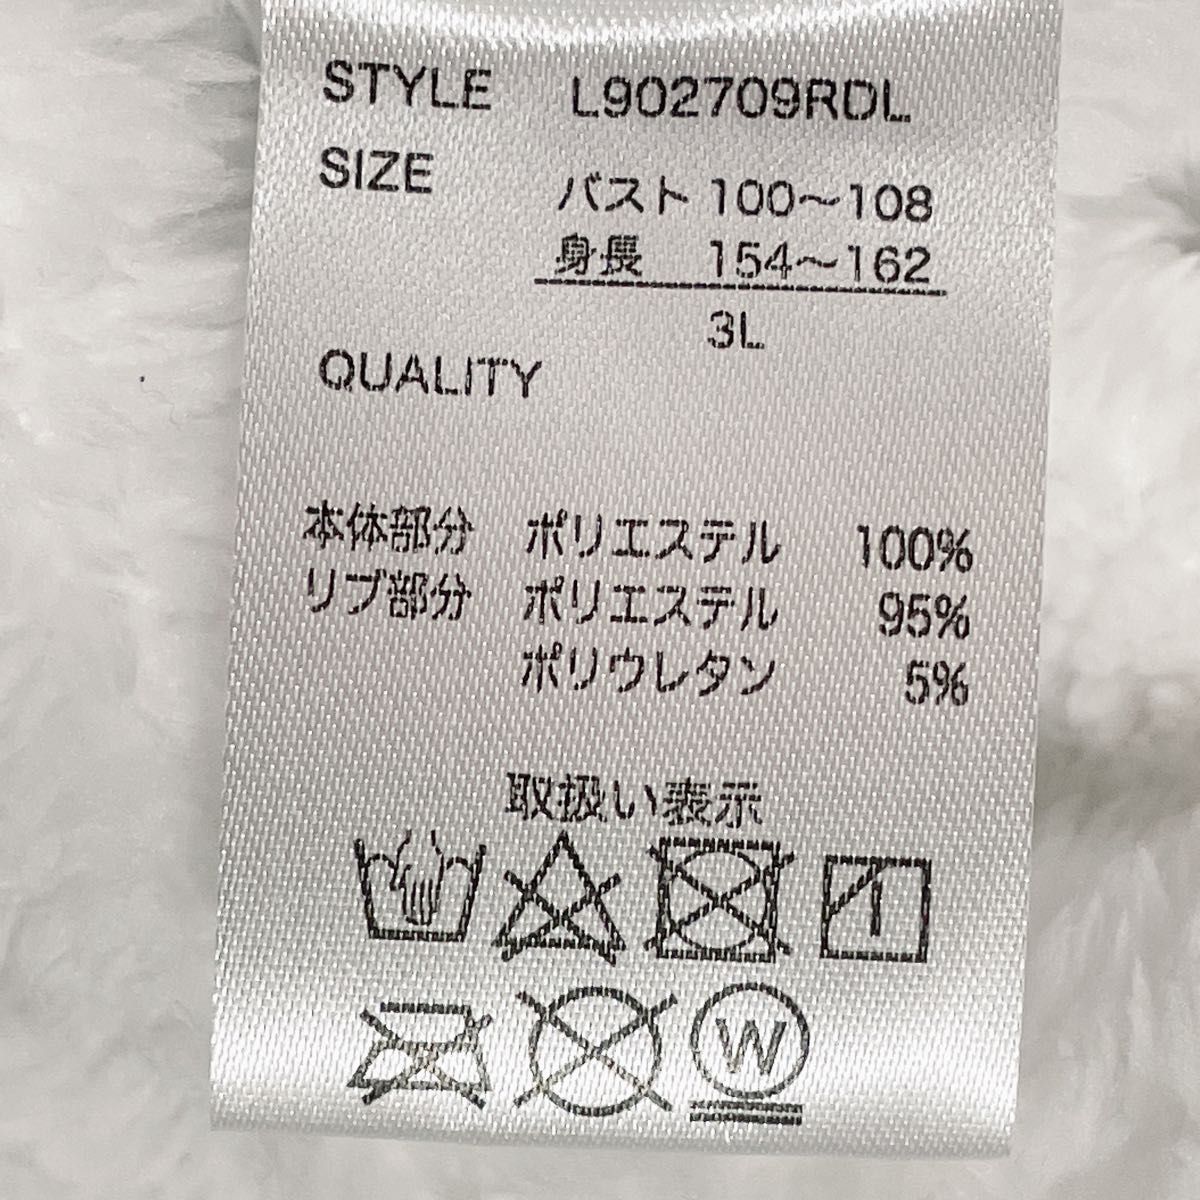 STYLE L902709RDL
SIZE バスト 100～108
身長 154～162
3L
QUALITY
本体部分 ポリエステル 100%
リブ部分 ポリエステル 95%
ポリウレタン 5%
取扱い表示
W